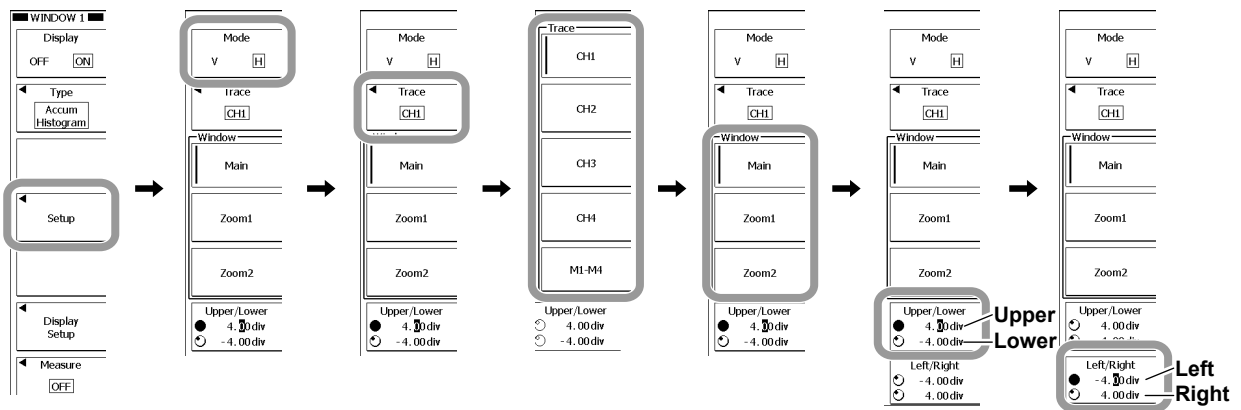 WINDOW 1
Display
OFF ON
Type
Accum
Histogram
Setup
Display
Setup
Measure
OFF
Mode
V H
Trace
CH1
Window
Main
Zoom1
Zoom2
Upper/Lower
4.00div
-4.00div
Mode
V H
Trace
CH1
Main
Zoom1
Zoom2
Upper/Lower
4.00div
-4.00div
Trace
CH1
CH2
CH3
CH4
M1-M4
Upper/Lower
4.00div
-4.00div
Mode
V H
Trace
CH1
Window
Main
Zoom1
Zoom2
Upper/Lower
4.00div
-4.00div
Mode
V H
Trace
CH1
Window
Main
Zoom1
Zoom2
Upper/Lower
4.00div
-4.00div
Upper
Lower
Left/Right
-4.00div
4.00div
Mode
V H
Trace
CH1
Window
Main
Zoom1
Zoom2
Upper/Lower
4.00div
Left/Right
-4.00div
4.00div
Left
Right